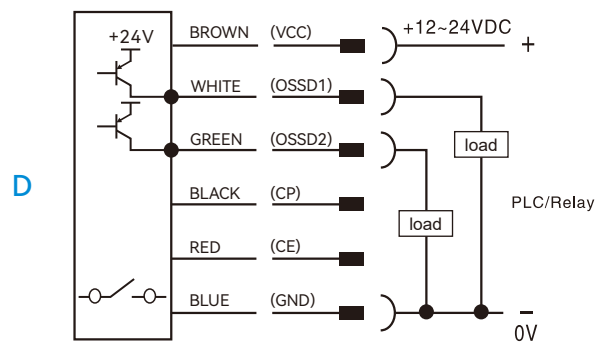 +24V BROWN (VCC) +12~24VDC +
WHITE (OSSD1)
GREEN (OSSD2) load
D BLACK (CP) PLC/Relay
load
RED (CE)
BLUE (GND) −
0V